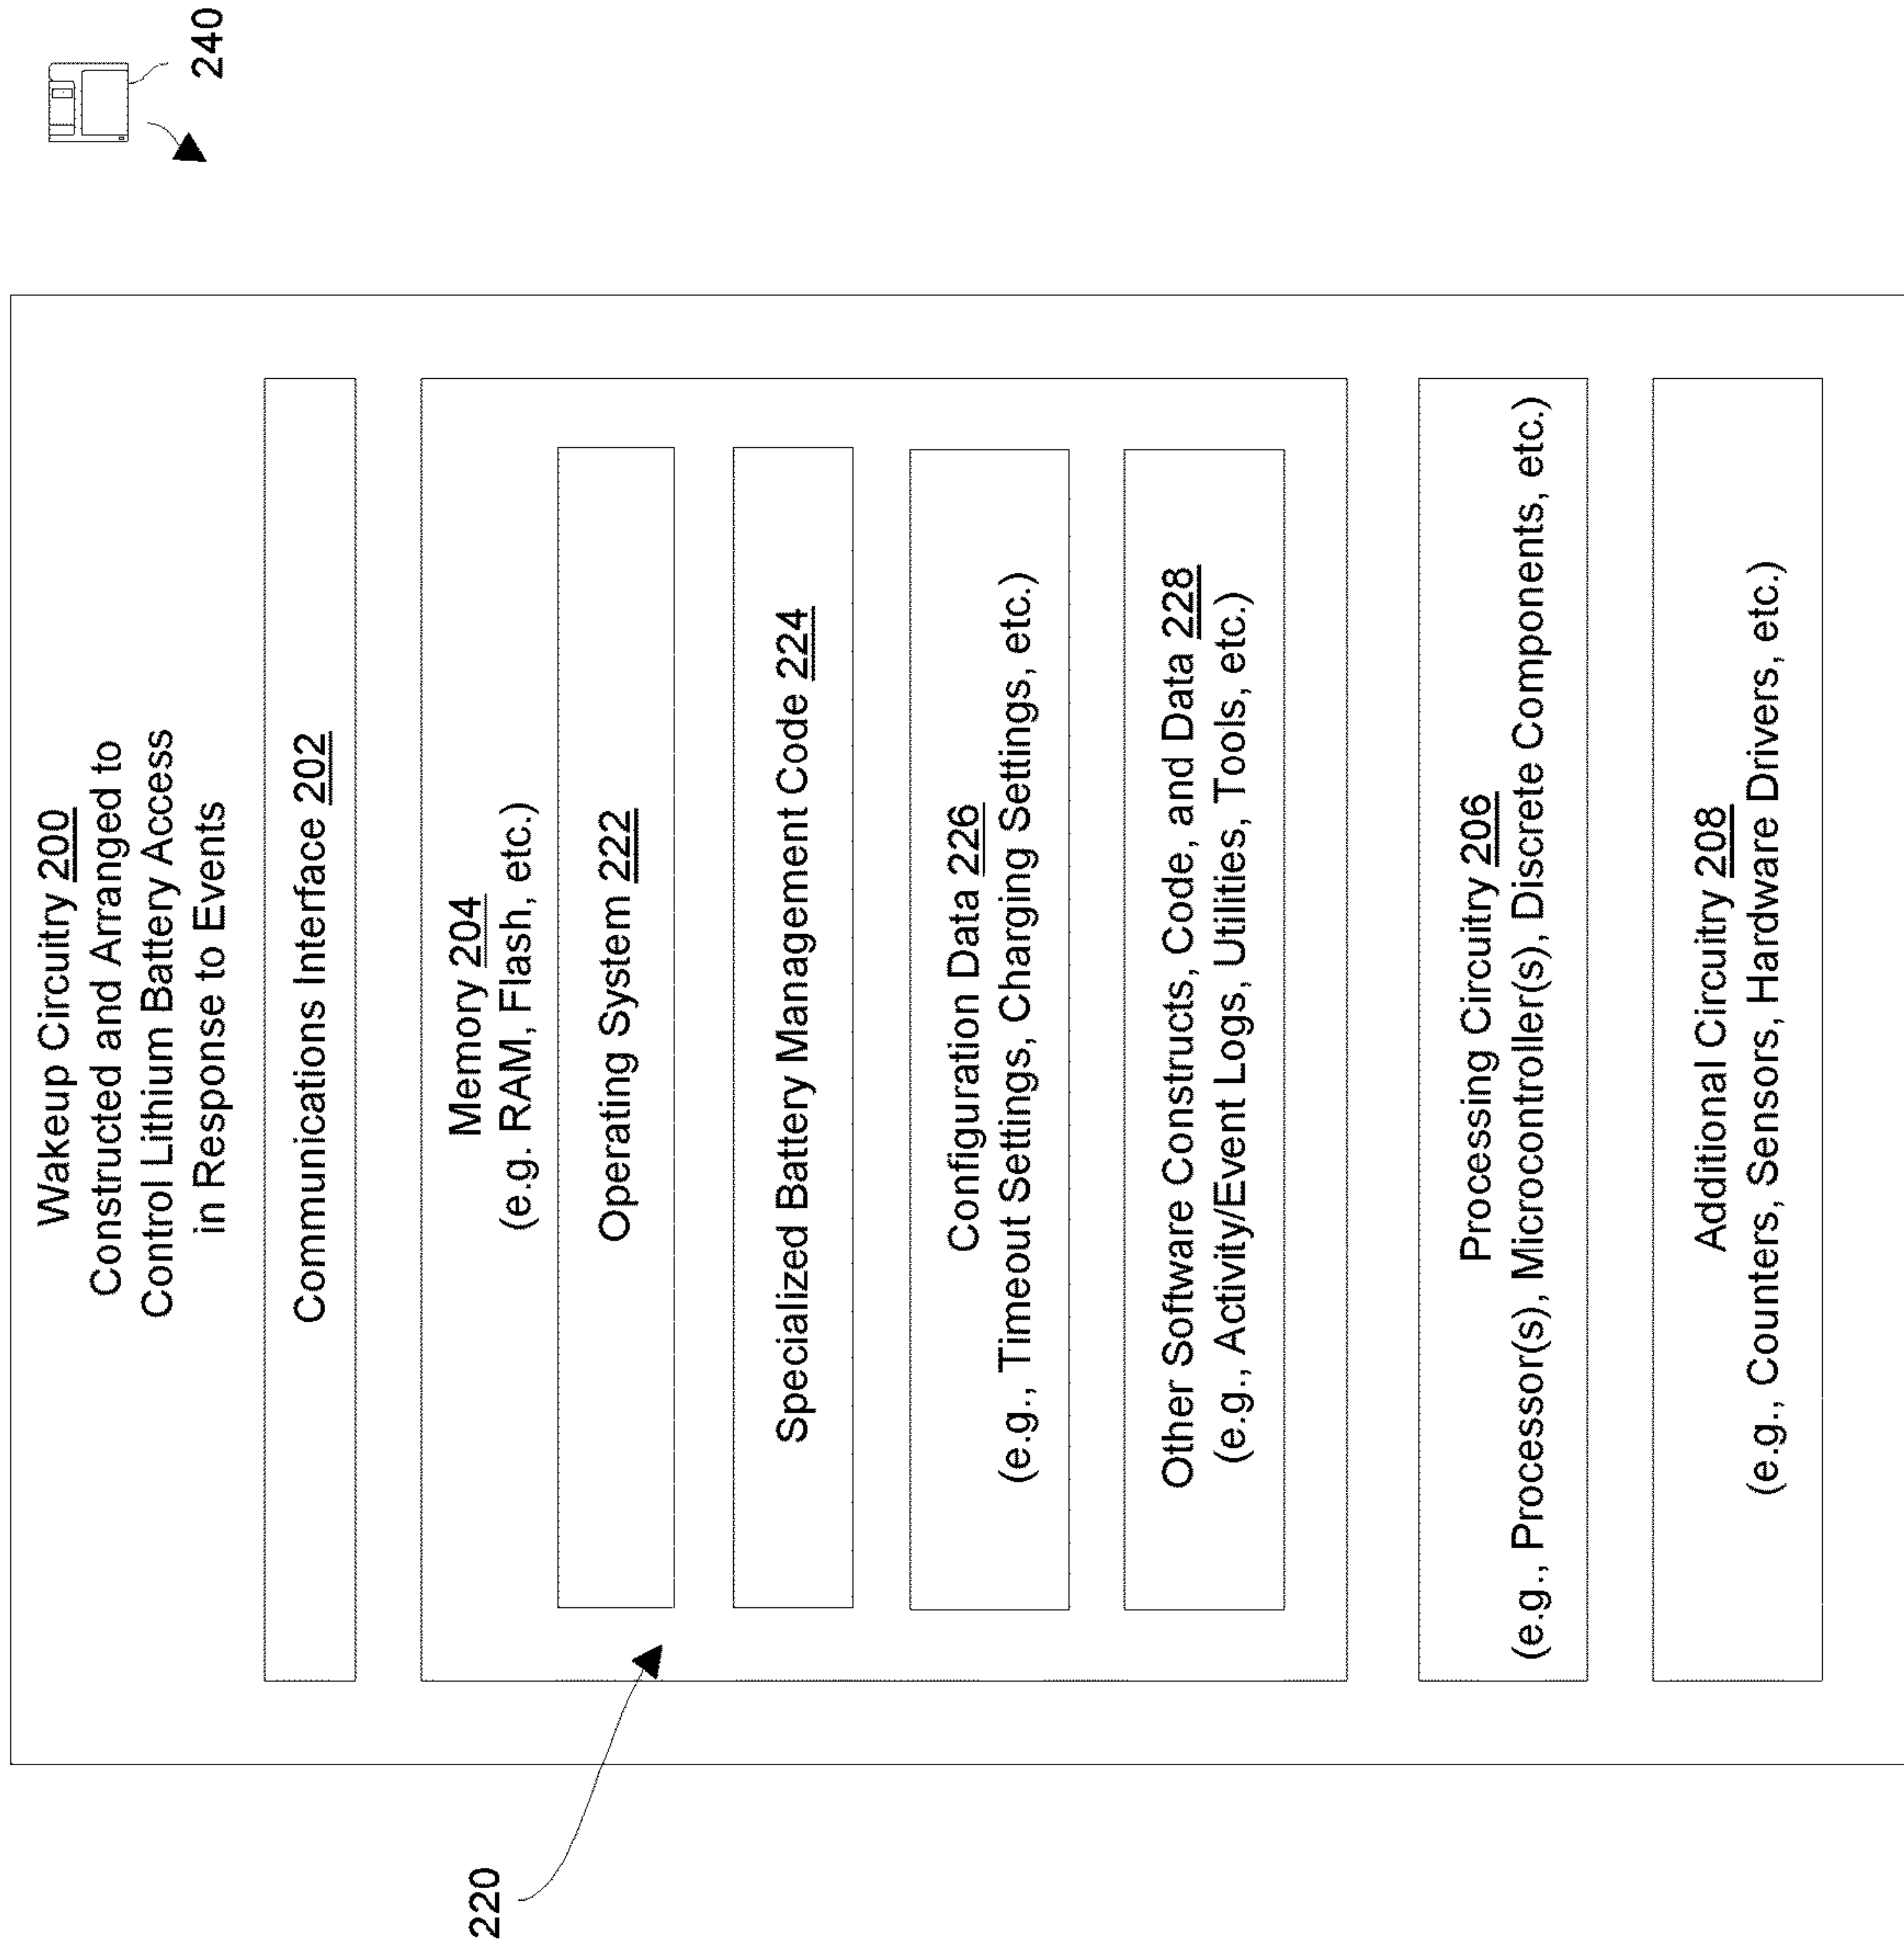 240
Wakeup Circuitry 200
Constructed and Arranged to
Control Lithium Battery Access
in Response to Events
Communications Interface 202
Memory 204
(e.g. RAM, Flash, etc.)
Operating System 222
Specialized Battery Management Code 224
Configuration Data 226
(e.g., Timeout Settings, Charging Settings, etc.)
Other Software Constructs, Code, and Data 228
(e.g., Activity/Event Logs, Utilities, Tools, etc.)
220
Processing Circuitry 206
(e.g., Processor(s), Microcontroller(s), Discrete Components, etc.)
Additional Circuitry 208
(e.g., Counters, Sensors, Hardware Drivers, etc.)